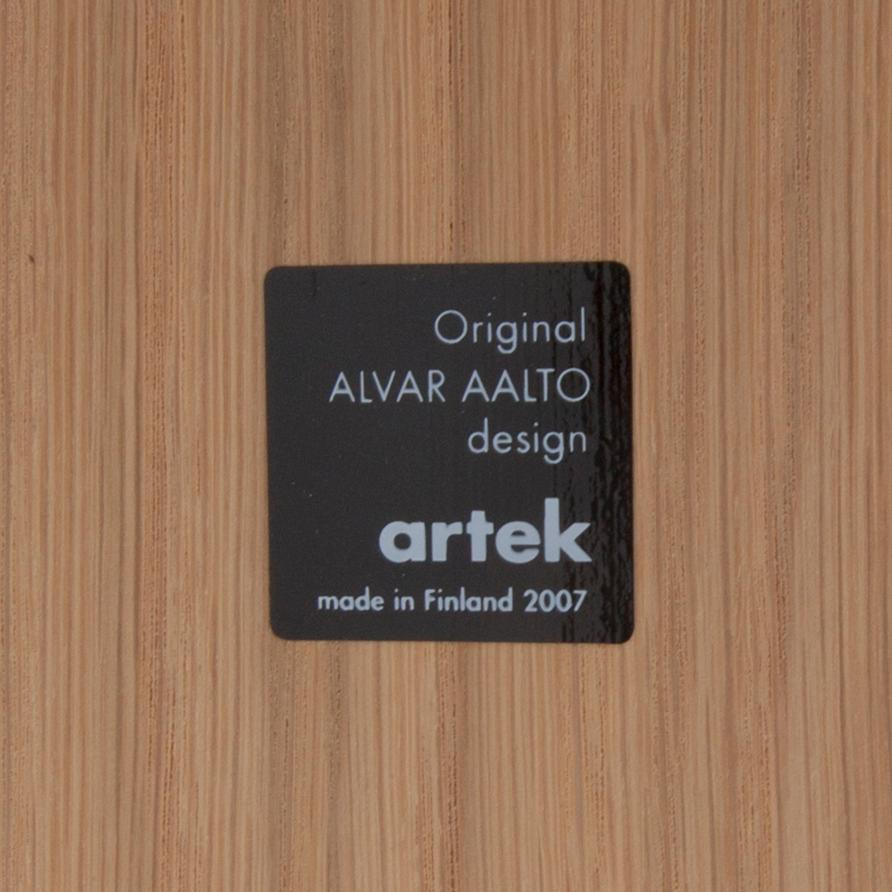 Original
ALVAR AALTO
design
artek
made in Finland 2007